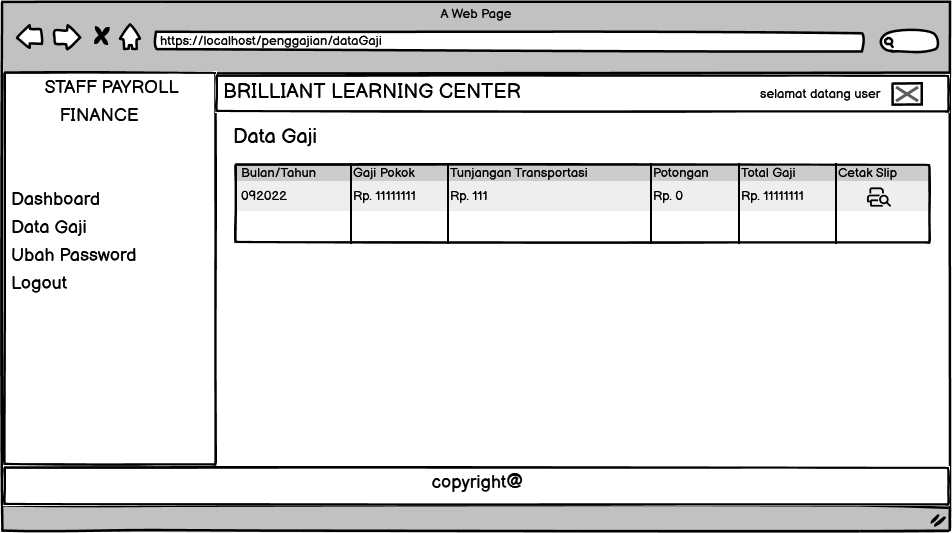 A Web Page
https://localhost/penggajian/dataGaji
STAFF PAYROLL
FINANCE
BRILLIANT LEARNING CENTER
selamat datang user
Dashboard
Data Gaji
Ubah Password
Logout
Data Gaji
Bulan/Tahun Gaji Pokok Tunjangan Transportasi Potongan Total Gaji Cetak Slip
092022 Rp. 11111111 Rp. 111 Rp. 0 Rp. 11111111
copyright@